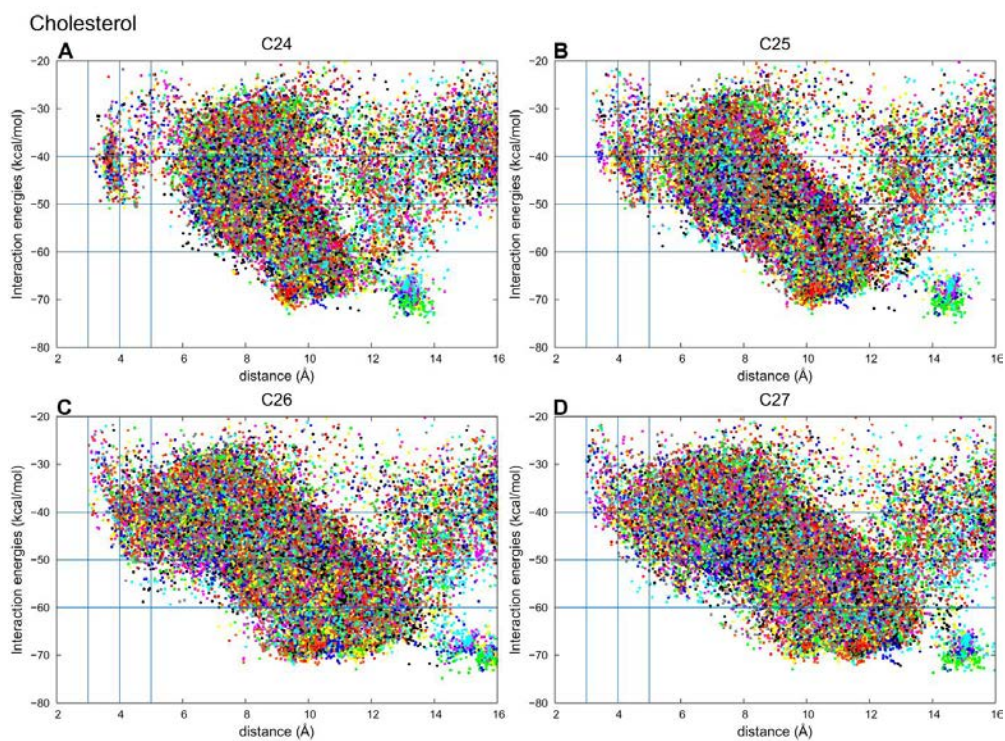 Cholesterol
A C24
Interaction energies (kcal/mol)
−20
−30
−40
−50
−60
−70
−80
2 4 6 8 10 12 14 16
distance (Å)
B C25
Interaction energies (kcal/mol)
−20
−30
−40
−50
−60
−70
−80
2 4 6 8 10 12 14 16
distance (Å)
C C26
Interaction energies (kcal/mol)
−20
−30
−40
−50
−60
−70
−80
2 4 6 8 10 12 14 16
distance (Å)
D C27
Interaction energies (kcal/mol)
−20
−30
−40
−50
−60
−70
−80
2 4 6 8 10 12 14 16
distance (Å)